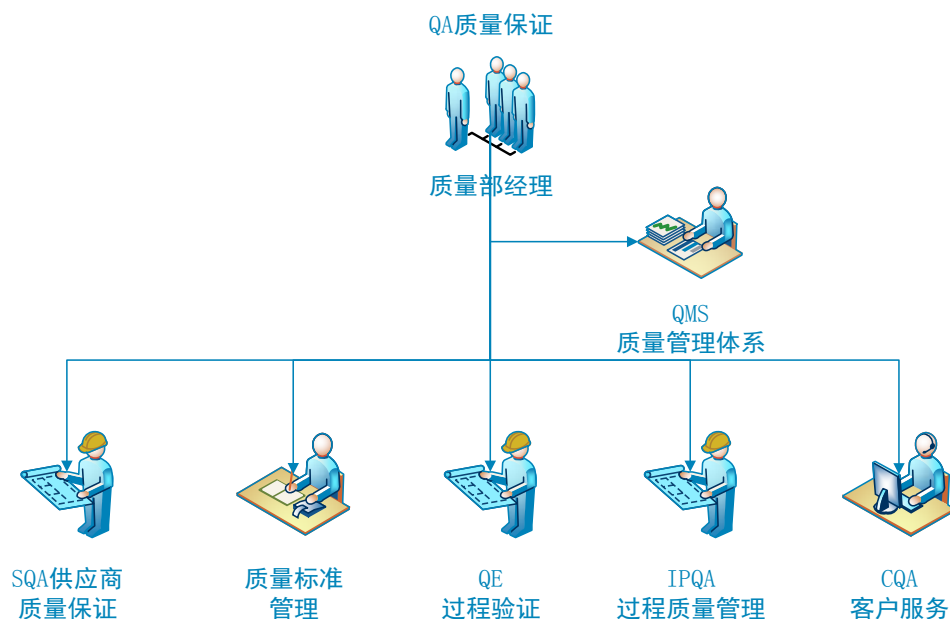 QA质量保证
质量部经理
QMS
质量管理体系
SQA供应商
质量保证
质量标准
管理
QE
过程验证
IPQA
过程质量管理
CQA
客户服务